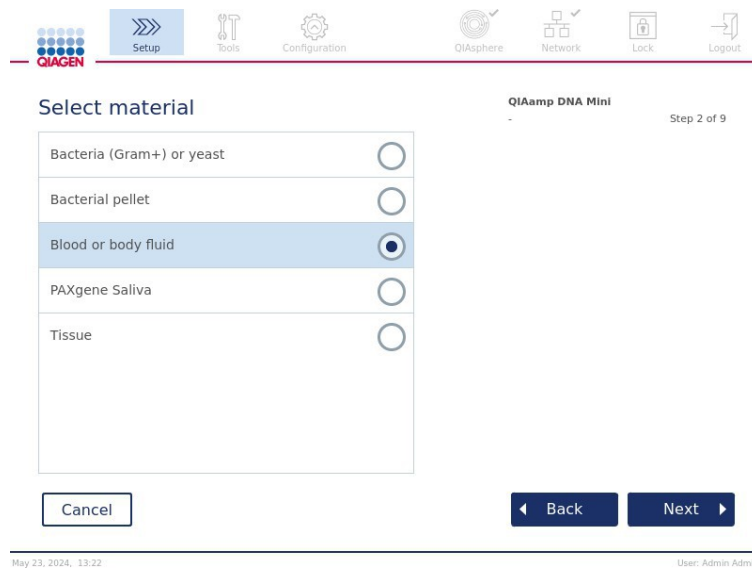 Setup Tools Configuration QIAsphere Network Lock Logout
QIAGEN
Select material
QIAamp DNA Mini
- Step 2 of 9
Bacteria (Gram+) or yeast
Bacterial pellet
Blood or body fluid
PAXgene Saliva
Tissue
Cancel Back Next
May 23, 2024, 13:22 User: Admin Adm